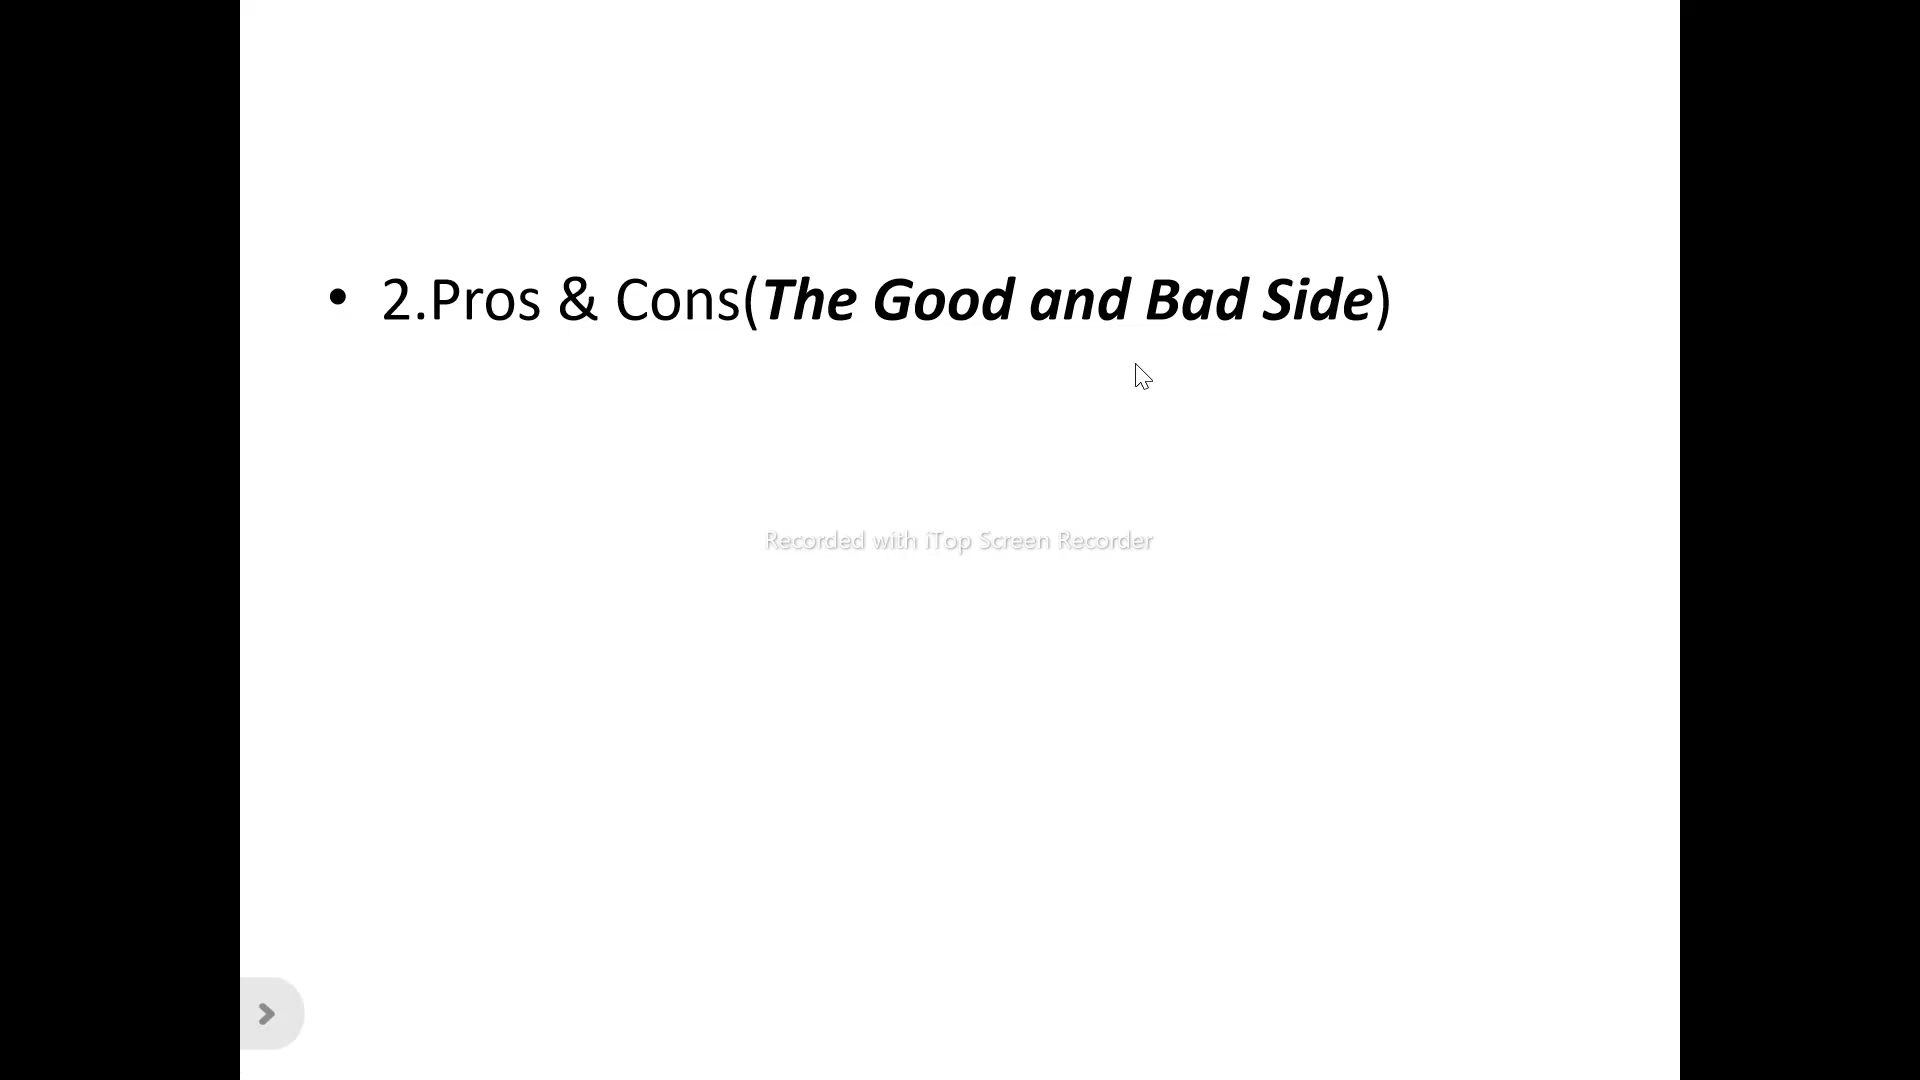 • 2.Pros & Cons(The Good and Bad Side)
Recorded with iTop Screen Recorder